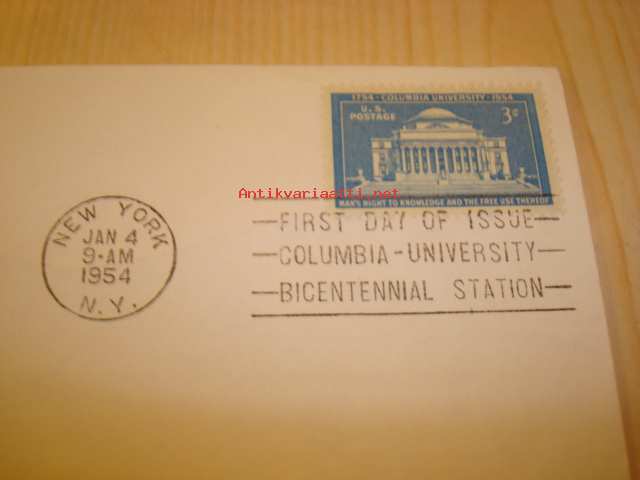 1754 · COLUMBIA UNIVERSITY · 1954
U. S. POSTAGE
3¢
MAN'S RIGHT TO KNOWLEDGE AND THE FREE USE THEREOF
Antikvariaatti.net
NEW YORK
JAN 4
9-AM
1954
N.Y.
FIRST DAY OF ISSUE
COLUMBIA-UNIVERSITY
BICENTENNIAL STATION